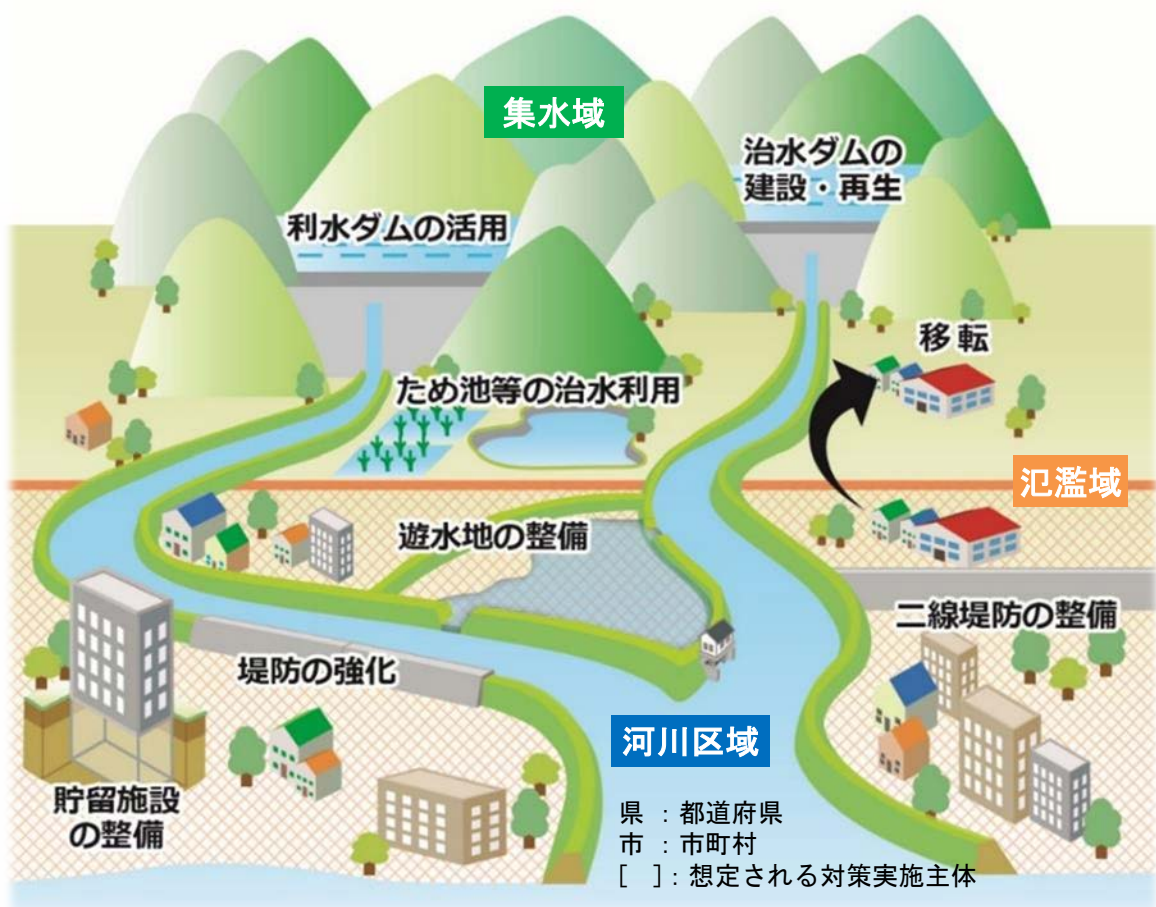 集水域
治水ダムの
建設・再生
利水ダムの活用
移転
ため池等の治水利用
氾濫域
遊水地の整備
二線堤防の整備
堤防の強化
河川区域
貯留施設
の整備
県 : 都道府県
市 : 市町村
[ ] : 想定される対策実施主体